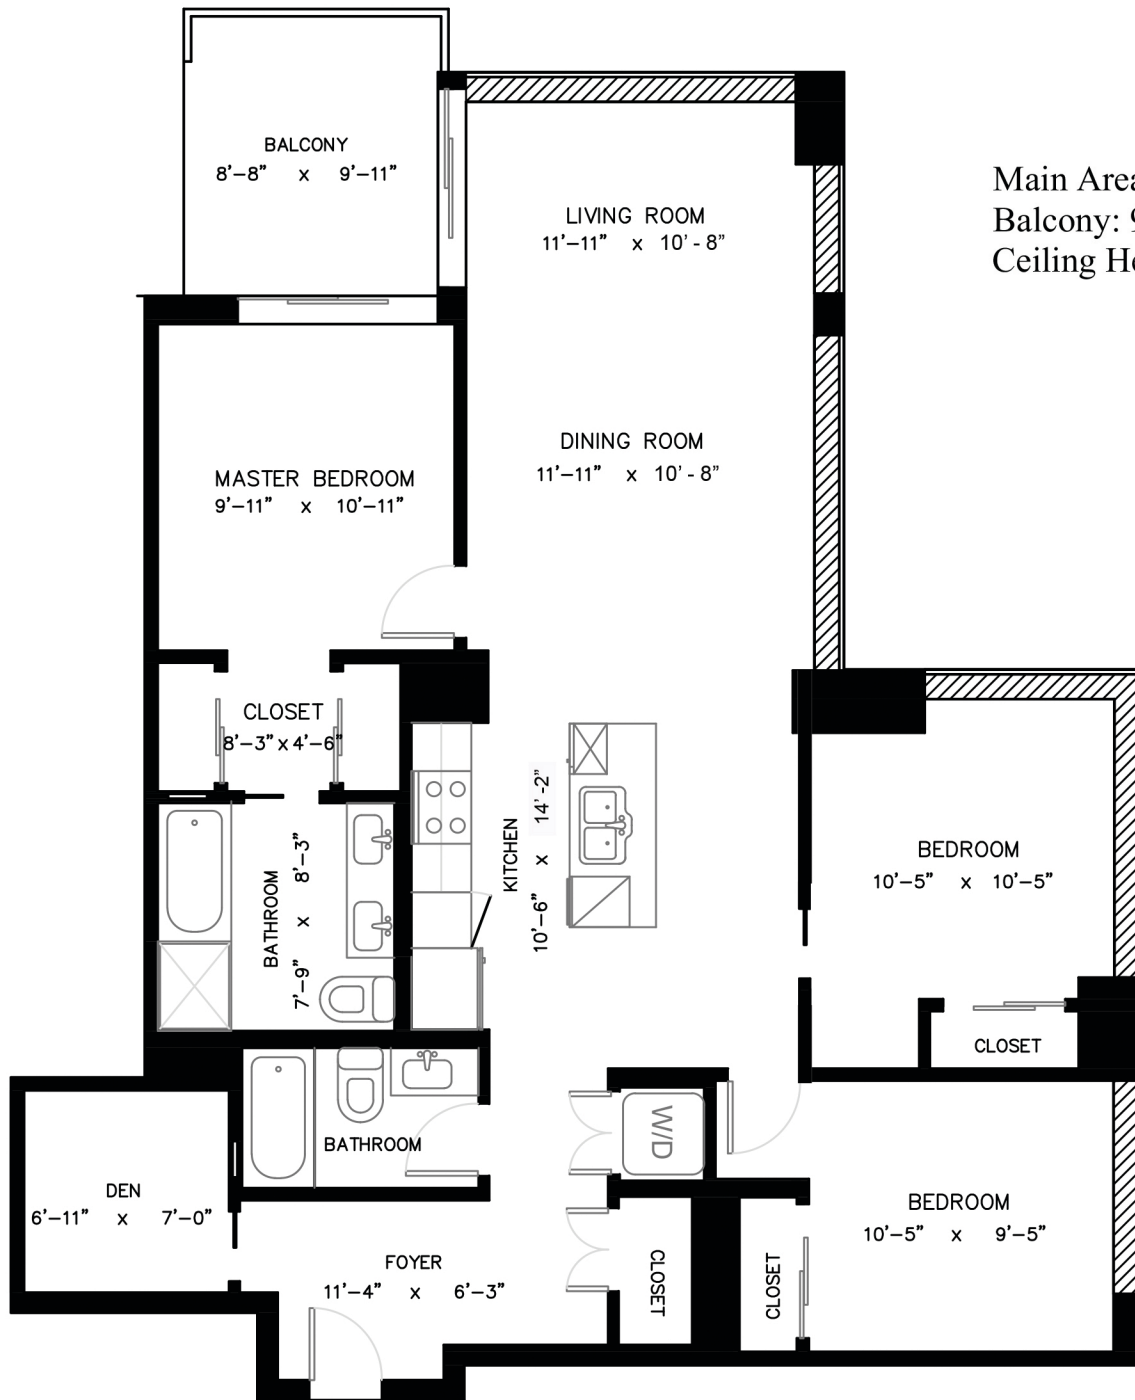 BALCONY
8'-8" x 9'-11"
LIVING ROOM
11'-11" x 10'-8"
Main Area
Balcony: 9
Ceiling He
DINING ROOM
11'-11" x 10'-8"
MASTER BEDROOM
9'-11" x 10'-11"
CLOSET
8'-3" x 4'-6"
KITCHEN
10'-6" x 14'-2"
BATHROOM
7'-9" x 8'-3"
BEDROOM
10'-5" x 10'-5"
CLOSET
BATHROOM
W/D
DEN
6'-11" x 7'-0"
BEDROOM
10'-5" x 9'-5"
FOYER
11'-4" x 6'-3"
CLOSET
CLOSET